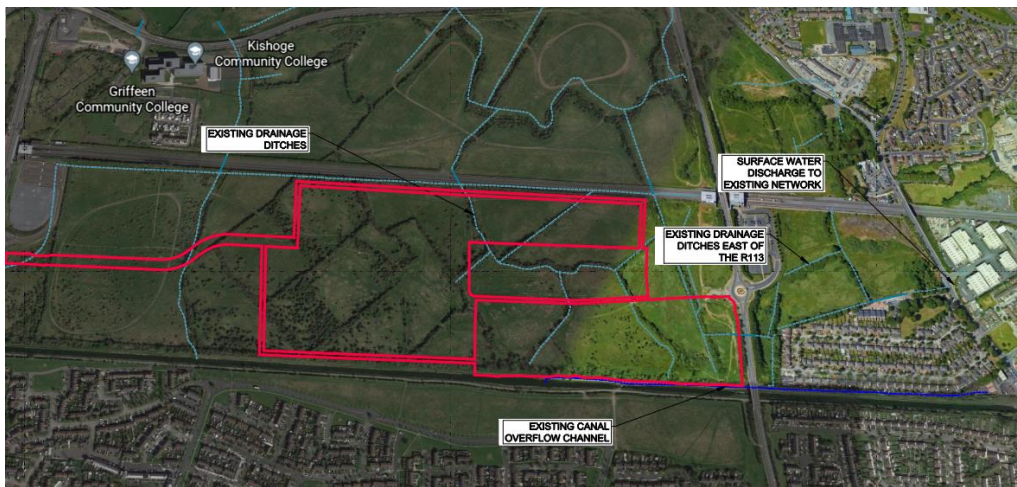 Kishoge
Community College
Griffeen
Community College
EXISTING DRAINAGE
DITCHES
SURFACE WATER
DISCHARGE TO
EXISTING NETWORK
EXISTING DRAINAGE
DITCHES EAST OF
THE R113
EXISTING CANAL
OVERFLOW CHANNEL